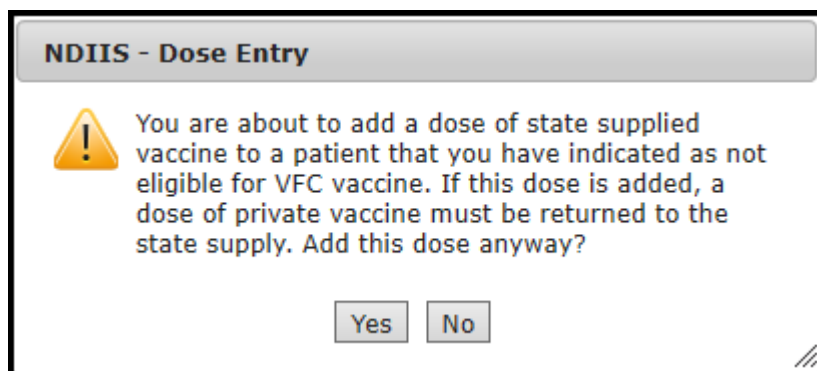 NDIIS - Dose Entry
You are about to add a dose of state supplied
vaccine to a patient that you have indicated as not
eligible for VFC vaccine. If this dose is added, a
dose of private vaccine must be returned to the
state supply. Add this dose anyway?
Yes No